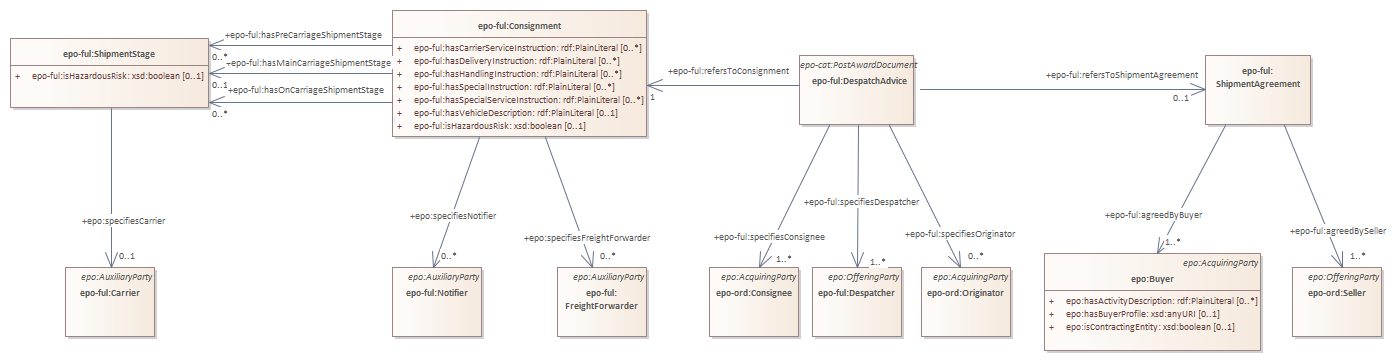 epo-ful:ShipmentStage
+ epo-ful:isHazardousRisk: xsd:boolean [0..1]
+epo-ful:hasPreCarriageShipmentStage
0..*
+epo-ful:hasMainCarriageShipmentStage
0..1
+epo-ful:hasOnCarriageShipmentStage
0..*
epo-ful:Consignment
+ epo-ful:hasCarrierServiceInstruction: rdf:PlainLiteral [0..*]
+ epo-ful:hasDeliveryInstruction: rdf:PlainLiteral [0..*]
+ epo-ful:hasHandlingInstruction: rdf:PlainLiteral [0..*]
+ epo-ful:hasSpecialInstruction: rdf:PlainLiteral [0..*]
+ epo-ful:hasSpecialServiceInstruction: rdf:PlainLiteral [0..*]
+ epo-ful:hasVehicleDescription: rdf:PlainLiteral [0..1]
+ epo-ful:isHazardousRisk: xsd:boolean [0..1]
+epo-ful:refersToConsignment
1
epo-cat:PostAwardDocument
epo-ful:DespatchAdvice
+epo-ful:refersToShipmentAgreement
0..1
epo-ful:
ShipmentAgreement
+epo:specifiesCarrier
0..1
+epo:specifiesNotifier
0..*
+epo:specifiesFreightForwarder
0..*
+epo-ful:specifiesConsignee
1..*
+epo-ful:specifiesDespatcher
1..*
+epo-ful:specifiesOriginator
0..*
+epo-ful:agreedByBuyer
1..*
+epo-ful:agreedBySeller
1..*
epo:AuxiliaryParty
epo-ful:Carrier
epo:AuxiliaryParty
epo-ful:Notifier
epo:AuxiliaryParty
epo-ful:
FreightForwarder
epo:AcquiringParty
epo-ord:Consignee
epo:OfferingParty
epo-ful:Despatcher
epo:AcquiringParty
epo-ord:Originator
epo:AcquiringParty
epo:Buyer
+ epo:hasActivityDescription: rdf:PlainLiteral [0..*]
+ epo:hasBuyerProfile: xsd:anyURI [0..1]
+ epo:isContractingEntity: xsd:boolean [0..1]
epo:OfferingParty
epo-ord:Seller